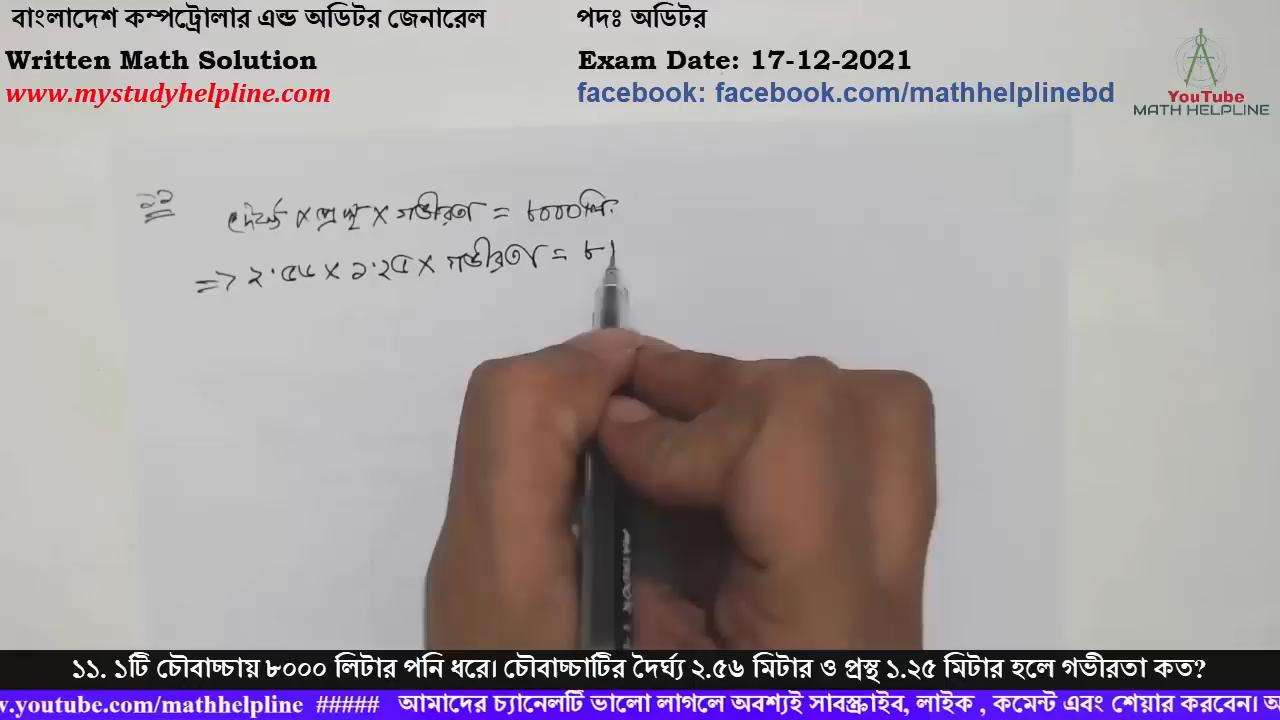 বাংলাদেশ কম্পট্রোলার এন্ড অডিটর জেনারেল
পদঃ অডিটর
Written Math Solution
Exam Date: 17-12-2021
www.mystudyhelpline.com
facebook: facebook.com/mathhelplinebd
YouTube
MATH HELPLINE
১১
দৈর্ঘ্য × প্রস্থ × গভীরতা = ৮০০০লি.
=> ২.৫৬ × ১.২৫ × গভীরতা = ৮
১১. ১টি চৌবাচ্চায় ৮০০০ লিটার পনি ধরে। চৌবাচ্চাটির দৈর্ঘ্য ২.৫৬ মিটার ও প্রস্থ ১.২৫ মিটার হলে গভীরতা কত?
.youtube.com/mathhelpline ##### আমাদের চ্যানেলটি ভালো লাগলে অবশ্যই সাবস্ক্রাইব, লাইক , কমেন্ট এবং শেয়ার করবেন।